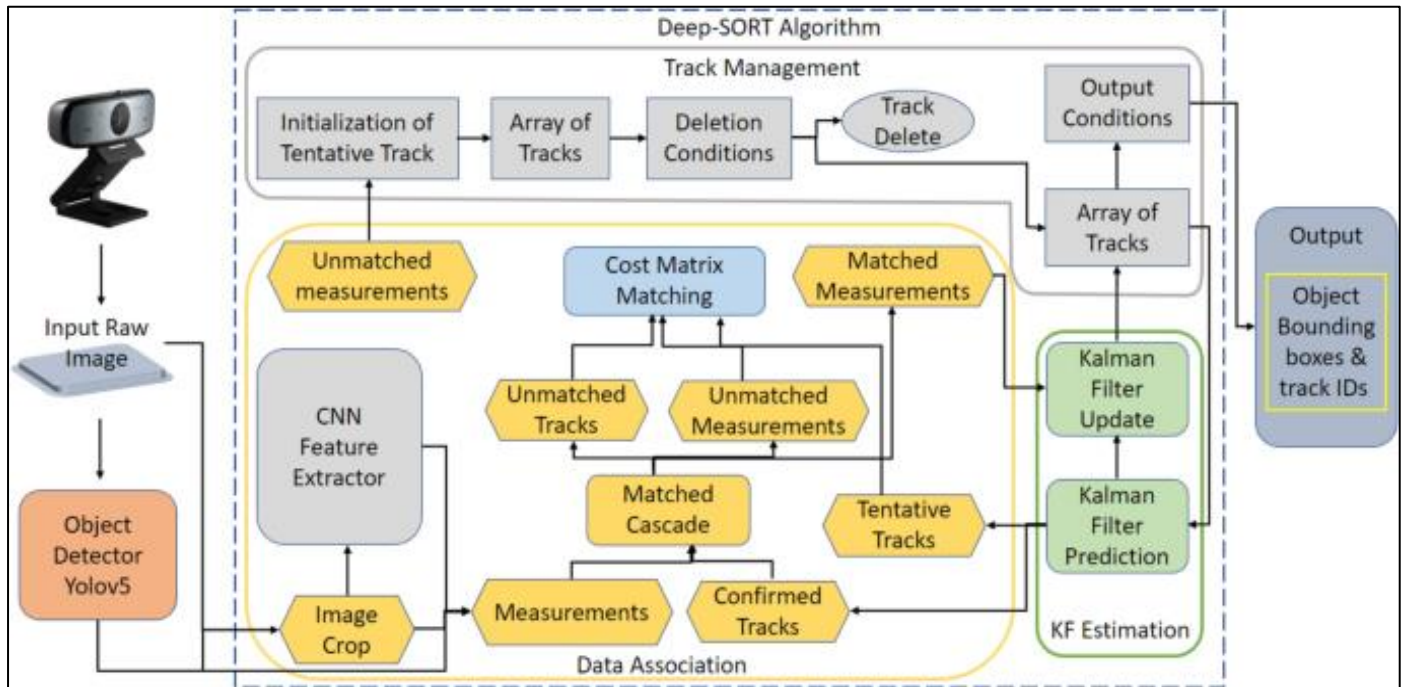 Deep-SORT Algorithm
Track Management
Initialization of
Tentative Track
Array of
Tracks
Deletion
Conditions
Track
Delete
Output
Conditions
Array of
Tracks
Unmatched
measurements
Cost Matrix
Matching
Matched
Measurements
Output
Object
Bounding
boxes &
track IDs
Input Raw
Image
CNN
Feature
Extractor
Unmatched
Tracks
Unmatched
Measurements
Kalman
Filter
Update
Object
Detector
Yolov5
Matched
Cascade
Tentative
Tracks
Kalman
Filter
Prediction
Image
Crop
Measurements
Confirmed
Tracks
KF Estimation
Data Association